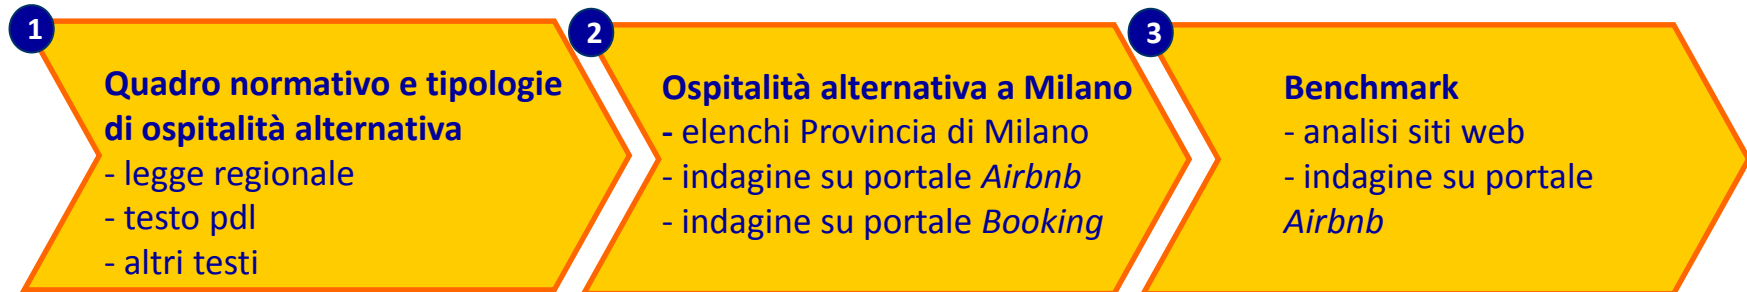 1
Quadro normativo e tipologie
di ospitalità alternativa
- legge regionale
- testo pdl
- altri testi
2
Ospitalità alternativa a Milano
- elenchi Provincia di Milano
- indagine su portale Airbnb
- indagine su portale Booking
3
Benchmark
- analisi siti web
- indagine su portale
Airbnb